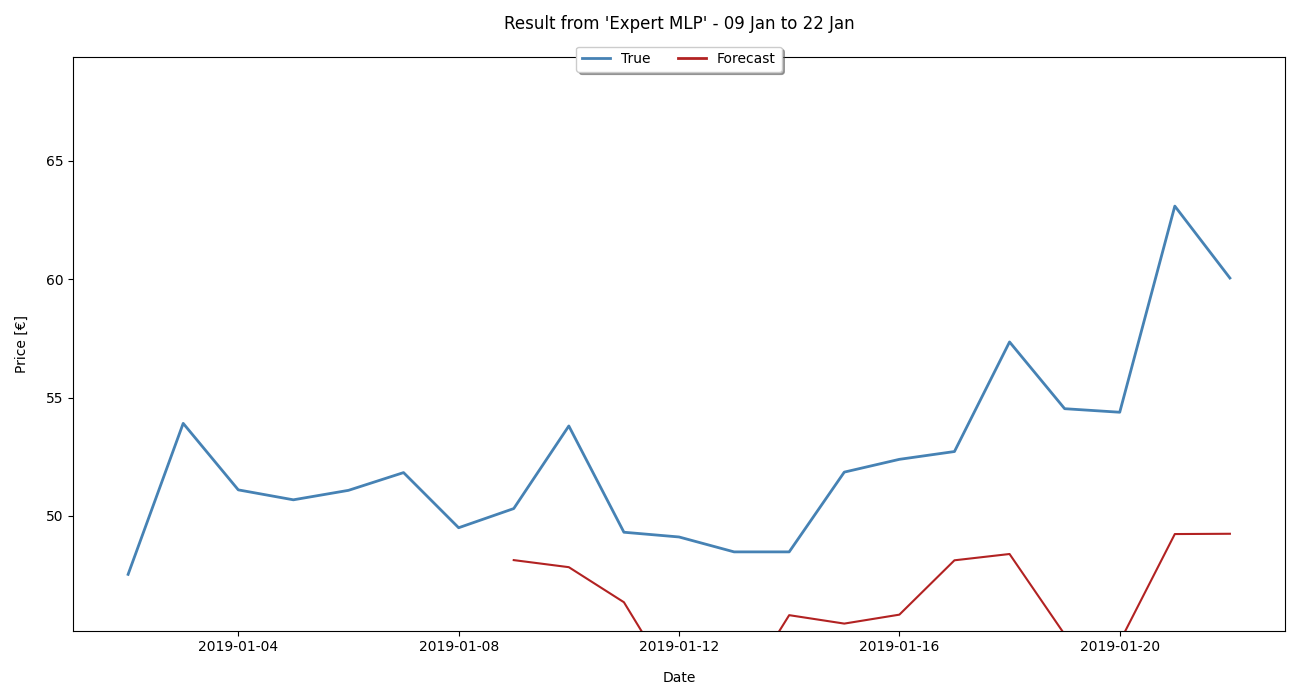 Result from 'Expert MLP' - 09 Jan to 22 Jan
True Forecast
65
60
55
50
Price [€]
2019-01-04 2019-01-08 2019-01-12 2019-01-16 2019-01-20
Date